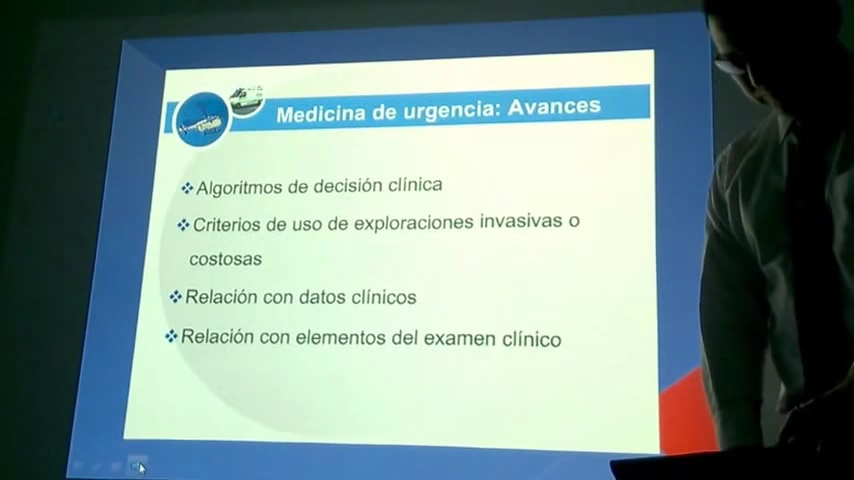 Medicina de urgencia: Avances
Algoritmos de decisión clínica
Criterios de uso de exploraciones invasivas o
costosas
Relación con datos clínicos
Relación con elementos del examen clínico